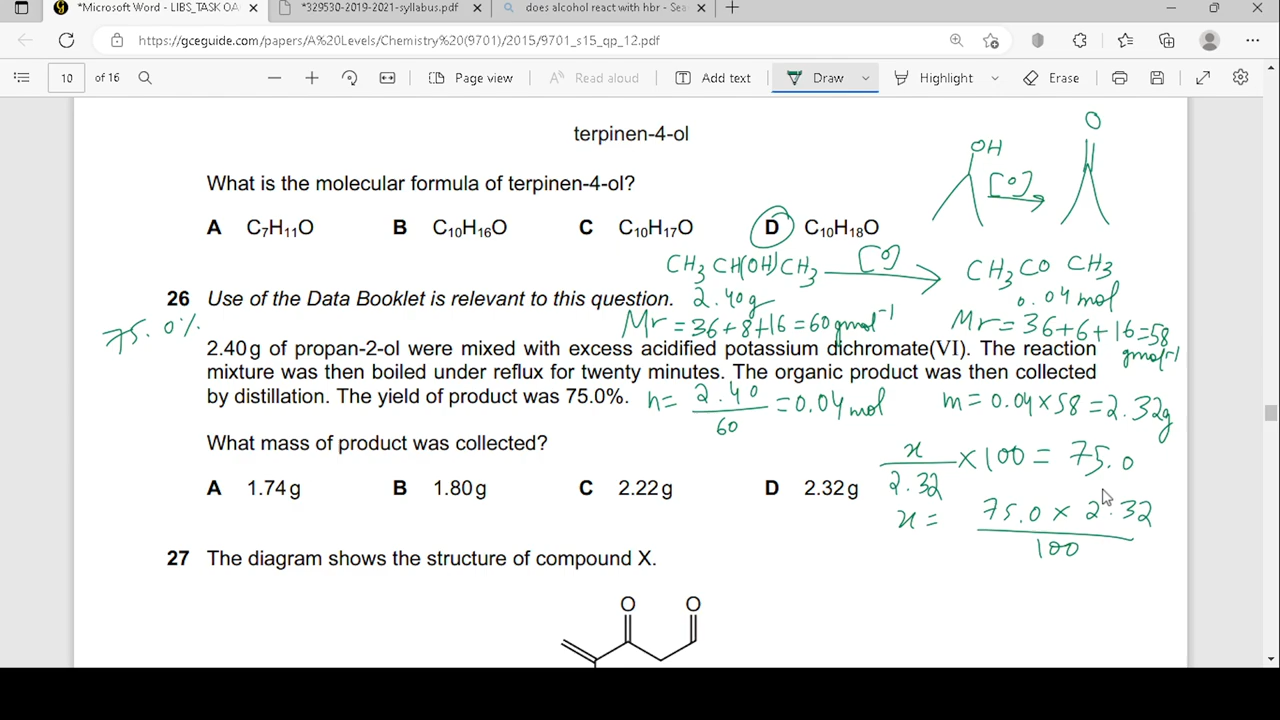 *Microsoft Word - LIBS_TASK OA
*329530-2019-2021-syllabus.pdf
does alcohol react with hbr - Sea
https://gceguide.com/papers/A%20Levels/Chemistry%20(9701)/2015/9701_s15_qp_12.pdf
10 of 16
Page view
Read aloud
Add text
Draw
Highlight
Erase
terpinen-4-ol
O
OH
[O]
What is the molecular formula of terpinen-4-ol?
A C₇H₁₁O B C₁₀H₁₆O C C₁₀H₁₇O D C₁₀H₁₈O
CH3 CH(OH)CH3 [O] CH3CO CH3
26 Use of the Data Booklet is relevant to this question.
2.40g
0.04 mol
75.0%
Mr = 36+8+16 = 60 gmol-1
Mr = 36+6+16=58
gmol-1
2.40 g of propan-2-ol were mixed with excess acidified potassium dichromate(VI). The reaction
mixture was then boiled under reflux for twenty minutes. The organic product was then collected
by distillation. The yield of product was 75.0%.
n = 2.40/60 = 0.04 mol
m = 0.04 × 58 = 2.32g
What mass of product was collected?
x/2.32 × 100 = 75.0
A 1.74 g B 1.80 g C 2.22 g D 2.32 g
x = 75.0 × 2.32/100
27 The diagram shows the structure of compound X.
O O